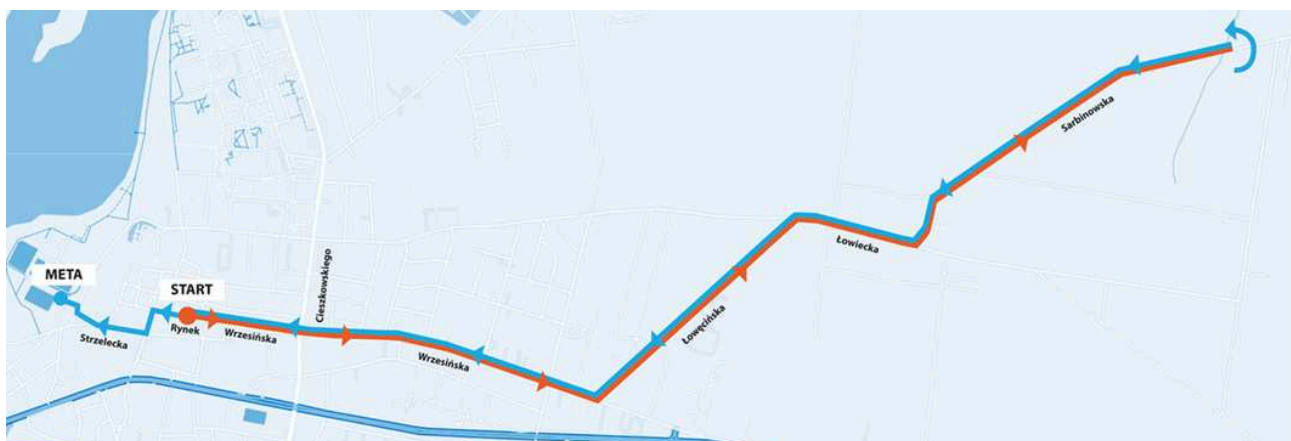 META
START
Rynek
Strzelecka
Wrzesińska
Cieszkowskiego
Wrzesińska
Łowęcińska
Łowiecka
Sarbinowska